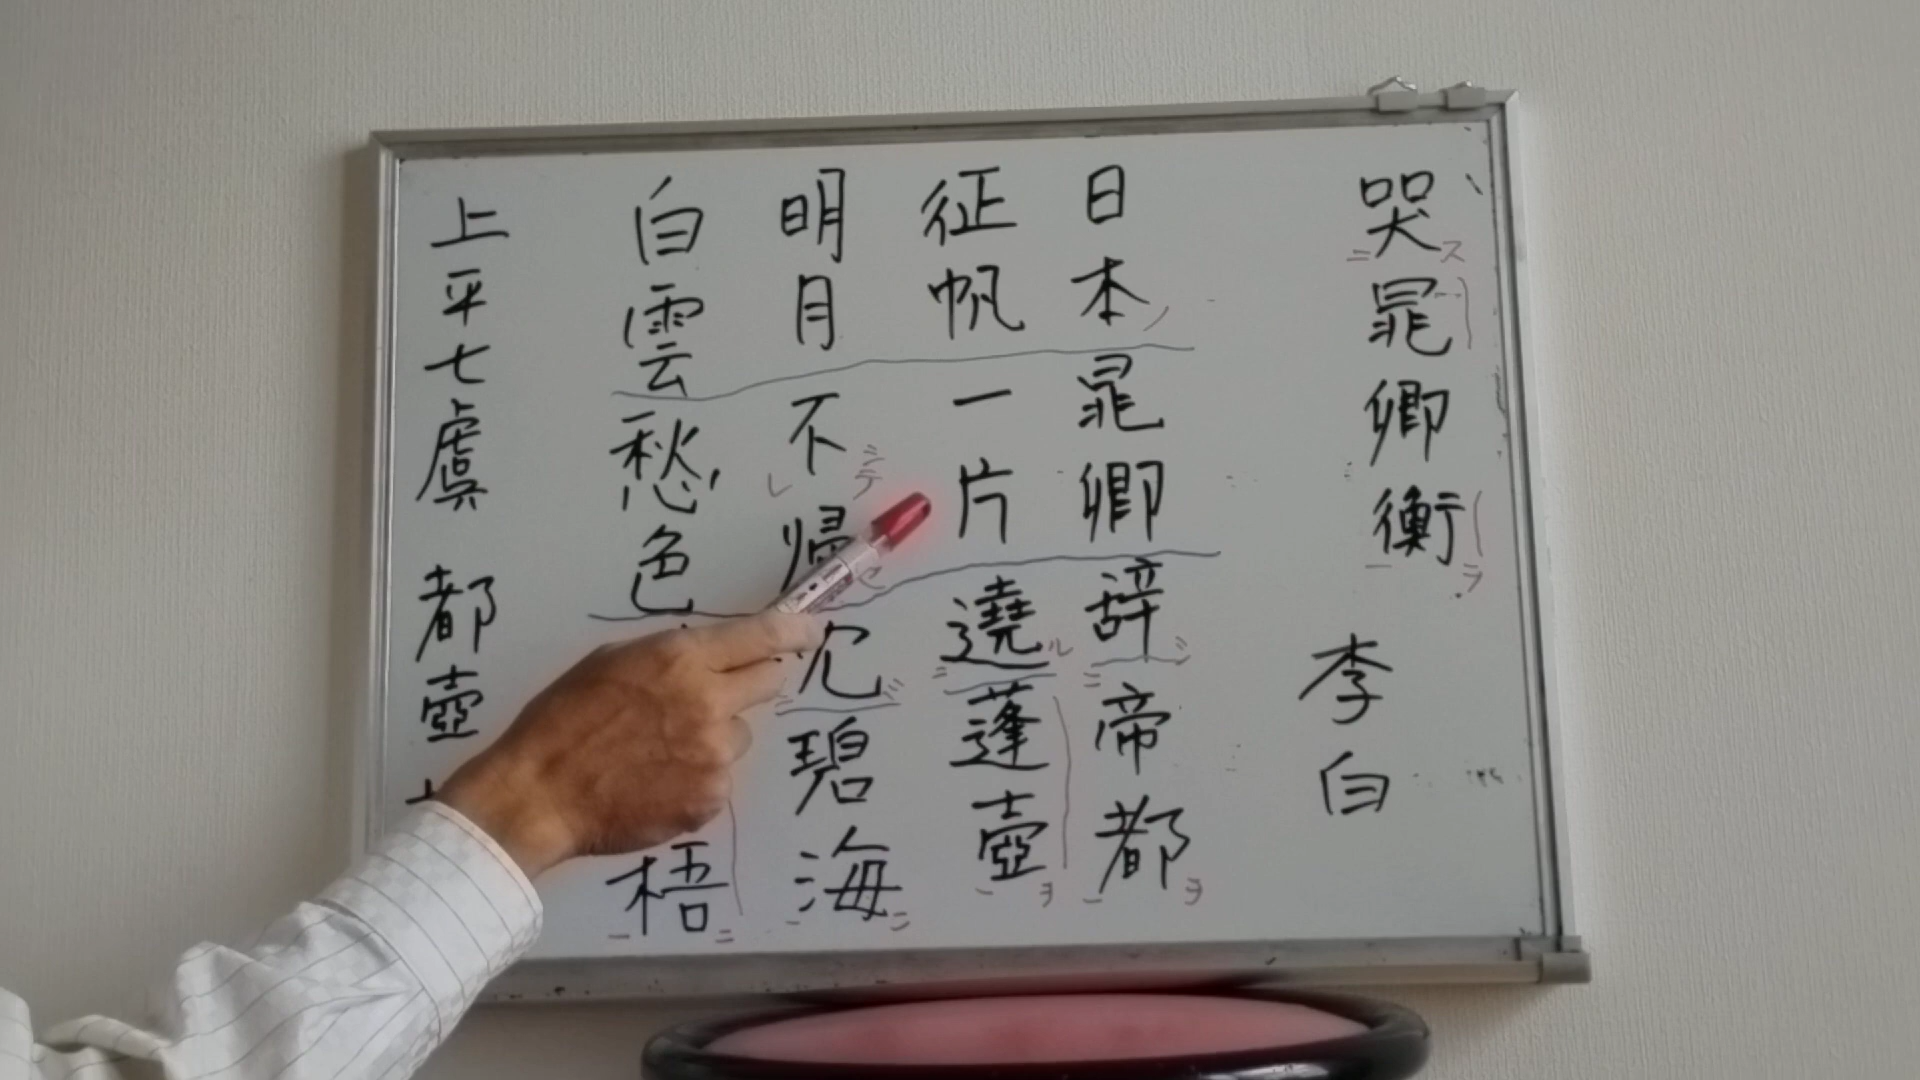 哭晁卿衡 李白
日本晁卿辞帝都
征帆一片遶蓬壺
明月不帰沈碧海
白雲愁色 梧
上平七虞 都壺